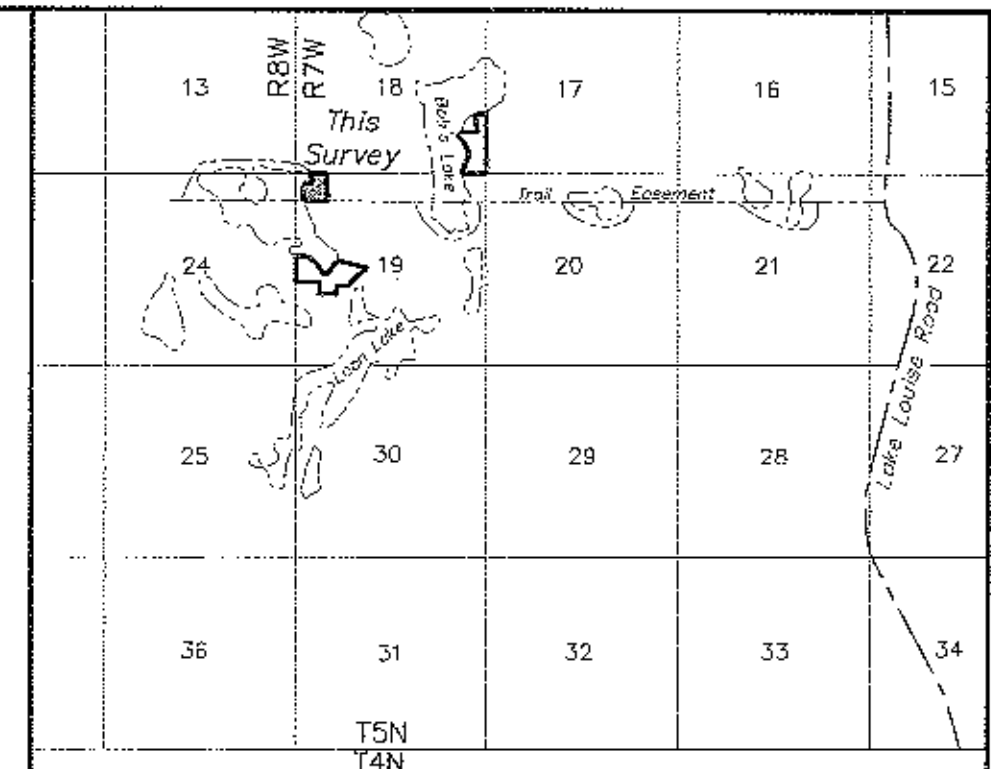 13
R8W
R7W
18
17
16
15
This
Survey
Bob's Lake
Trail Easement
24
19
20
21
22
Loon Lake
Lake Louise Road
25
30
29
28
27
36
31
32
33
34
T5N
T4N